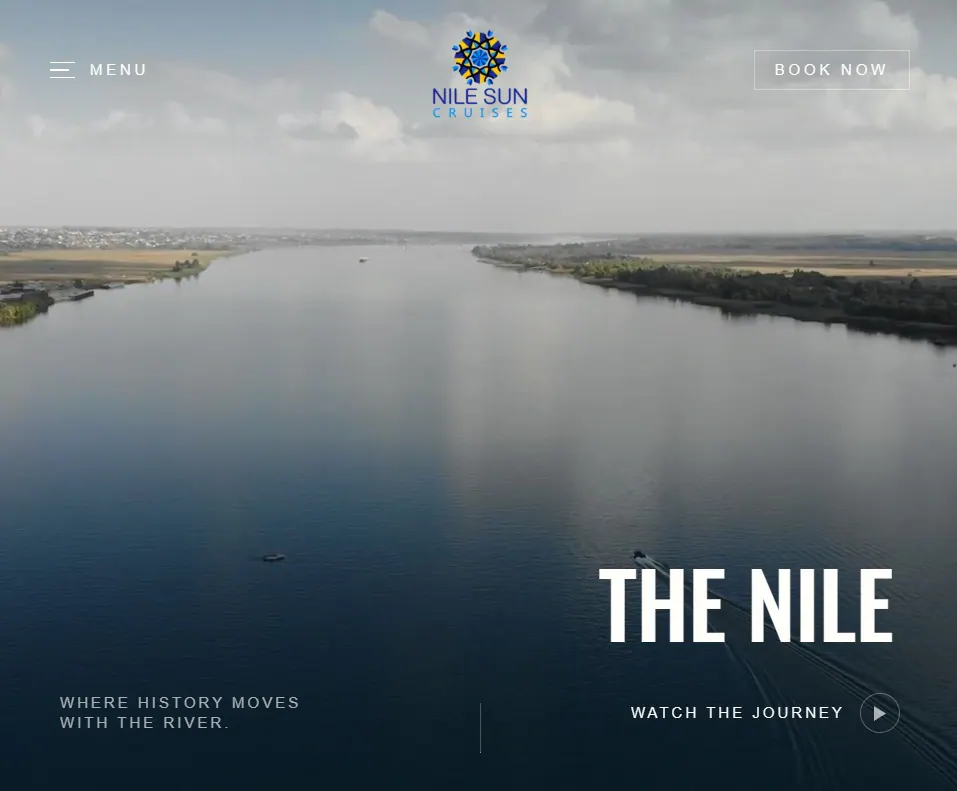 MENU
NILE SUN
CRUISES
BOOK NOW
THE NILE
WHERE HISTORY MOVES
WITH THE RIVER.
WATCH THE JOURNEY